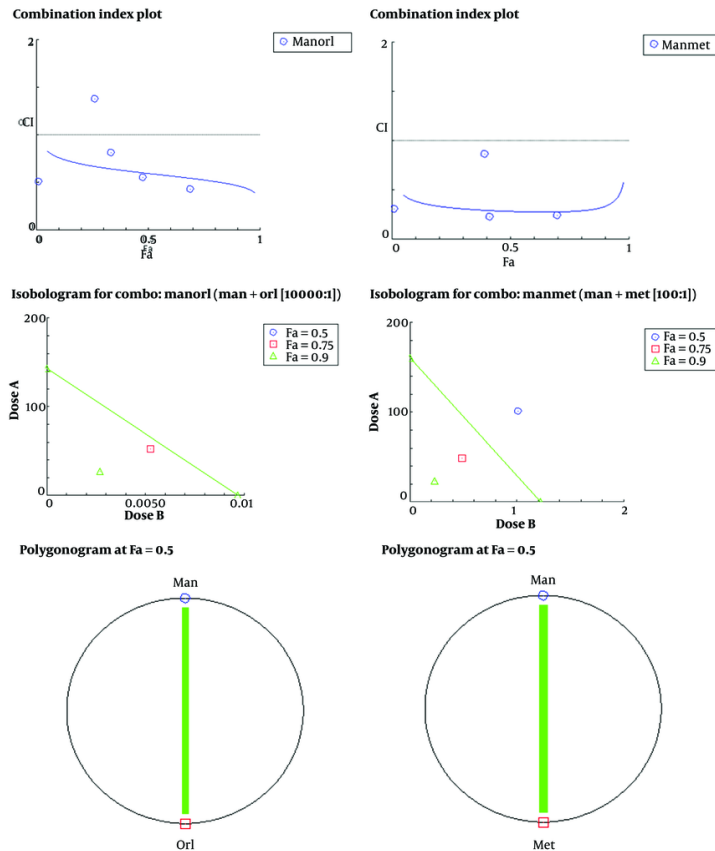 Combination index plot
Manorl
2
CI
0
0
0.5
1
Fa
Combination index plot
Manmet
2
CI
0
0
0.5
1
Fa
Isobologram for combo: manorl (man + orl [10000:1])
200
100
0
Dose A
0
0.0050
0.01
Dose B
Fa = 0.5
Fa = 0.75
Fa = 0.9
Isobologram for combo: manmet (man + met [100:1])
200
100
0
Dose A
0
1
2
Dose B
Fa = 0.5
Fa = 0.75
Fa = 0.9
Polygonogram at Fa = 0.5
Man
Orl
Polygonogram at Fa = 0.5
Man
Met